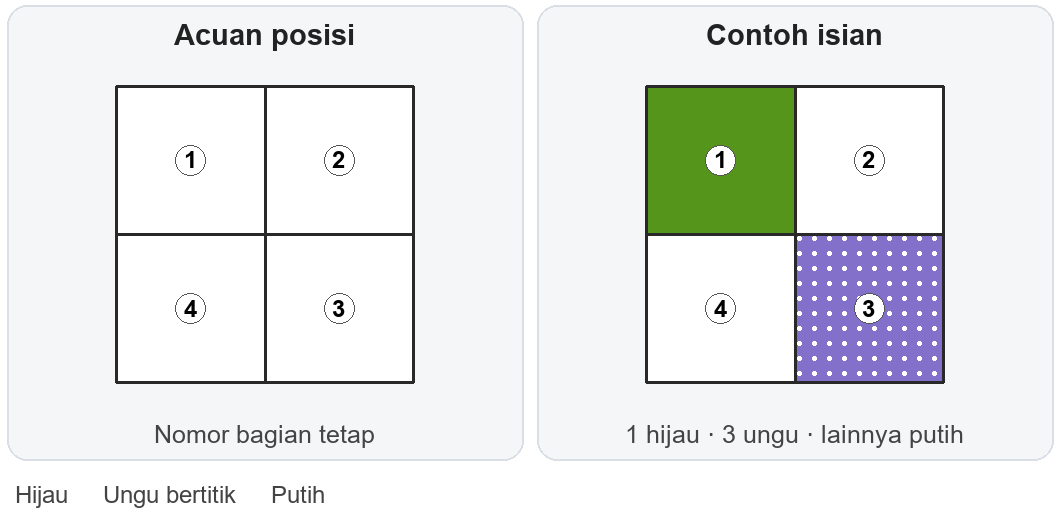 Acuan posisi
1
2
4
3
Nomor bagian tetap
Contoh isian
1
2
4
3
1 hijau · 3 ungu · lainnya putih
Hijau Ungu bertitik Putih